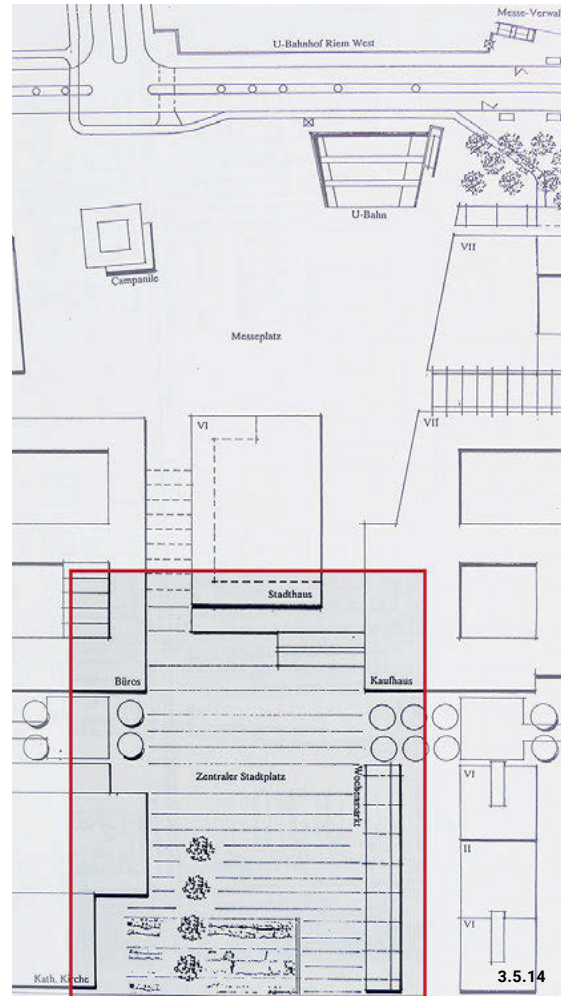 Messe-Verwal
U-Bahnhof Riem West
U-Bahn
VII
Campanile
Messeplatz
VI
VII
Stadthaus
Büros
Kaufhaus
Zentraler Stadtplatz
Wochenmarkt
VI
II
VI
Kath. Kirche
3.5.14